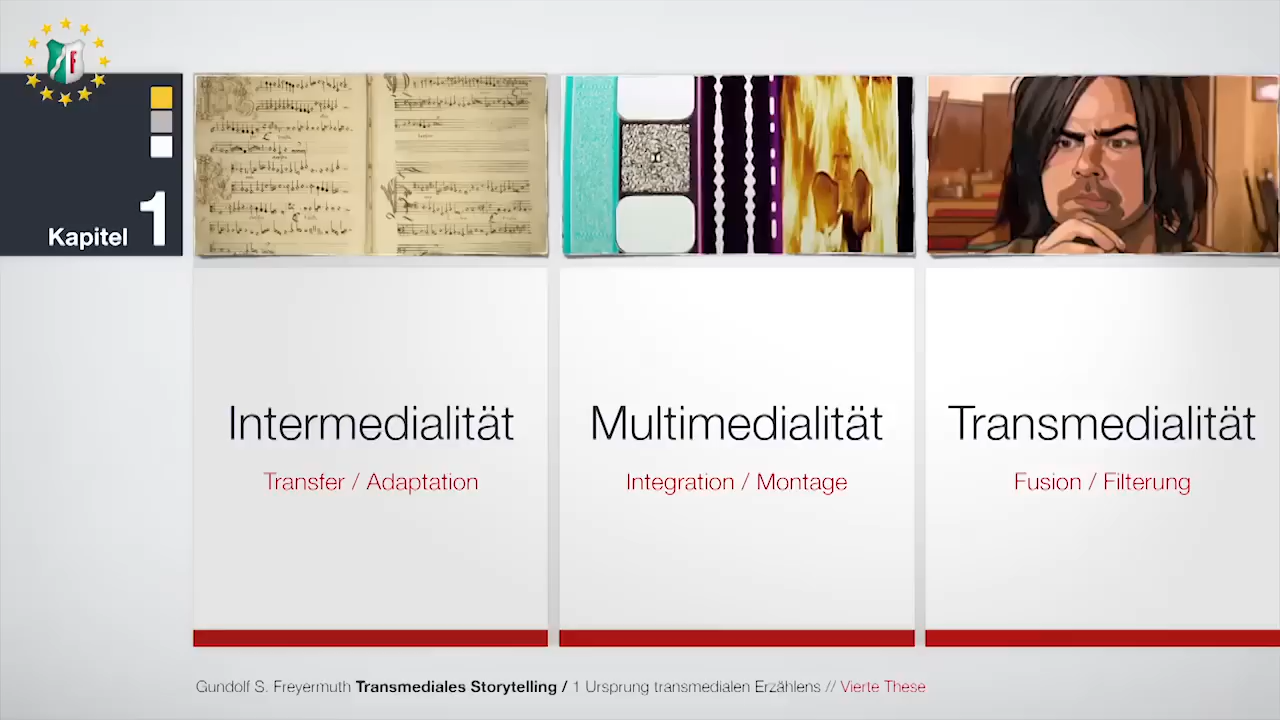 Kapitel 1
Intermedialität
Transfer / Adaptation
Multimedialität
Integration / Montage
Transmedialität
Fusion / Filterung
Gundolf S. Freyermuth Transmediales Storytelling / 1 Ursprung transmedialen Erzählens // Vierte These